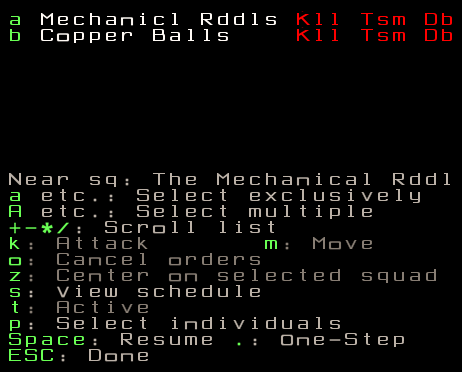 a Mechanicl Rddls Kll Tsm Db
b Copper Balls Kll Tsm Db
Near sq: The Mechanical Rddl
a etc.: Select exclusively
A etc.: Select multiple
+-*/: Scroll list
k: Attack m: Move
o: Cancel orders
z: Center on selected squad
s: View schedule
t: Active
p: Select individuals
Space: Resume .: One-Step
ESC: Done